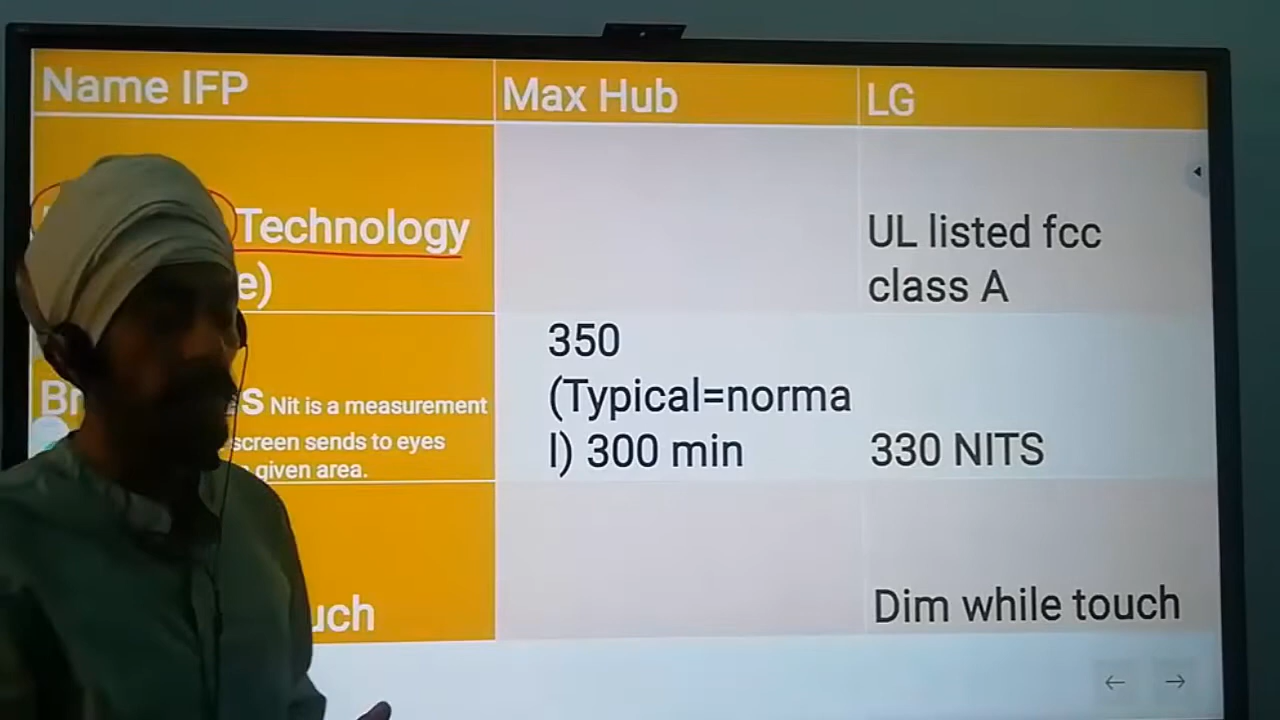 Name IFP
Max Hub
LG
Technology
e)
UL listed fcc
class A
Nit is a measurement
screen sends to eyes
given area.
350
(Typical=norma
l) 300 min
330 NITS
uch
Dim while touch